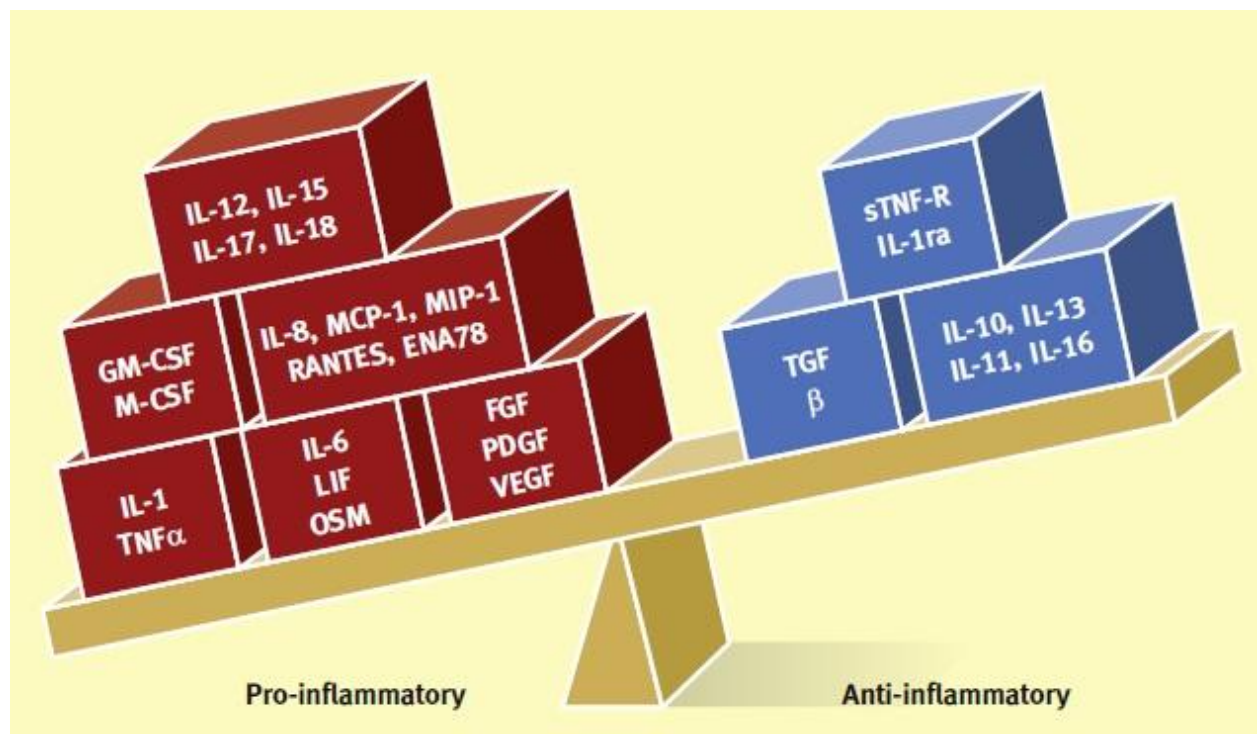 IL-12, IL-15
IL-17, IL-18
GM-CSF
M-CSF
IL-8, MCP-1, MIP-1
RANTES, ENA78
IL-1
TNFα
IL-6
LIF
OSM
FGF
PDGF
VEGF
sTNF-R
IL-1ra
TGF
β
IL-10, IL-13
IL-11, IL-16
Pro-inflammatory
Anti-inflammatory